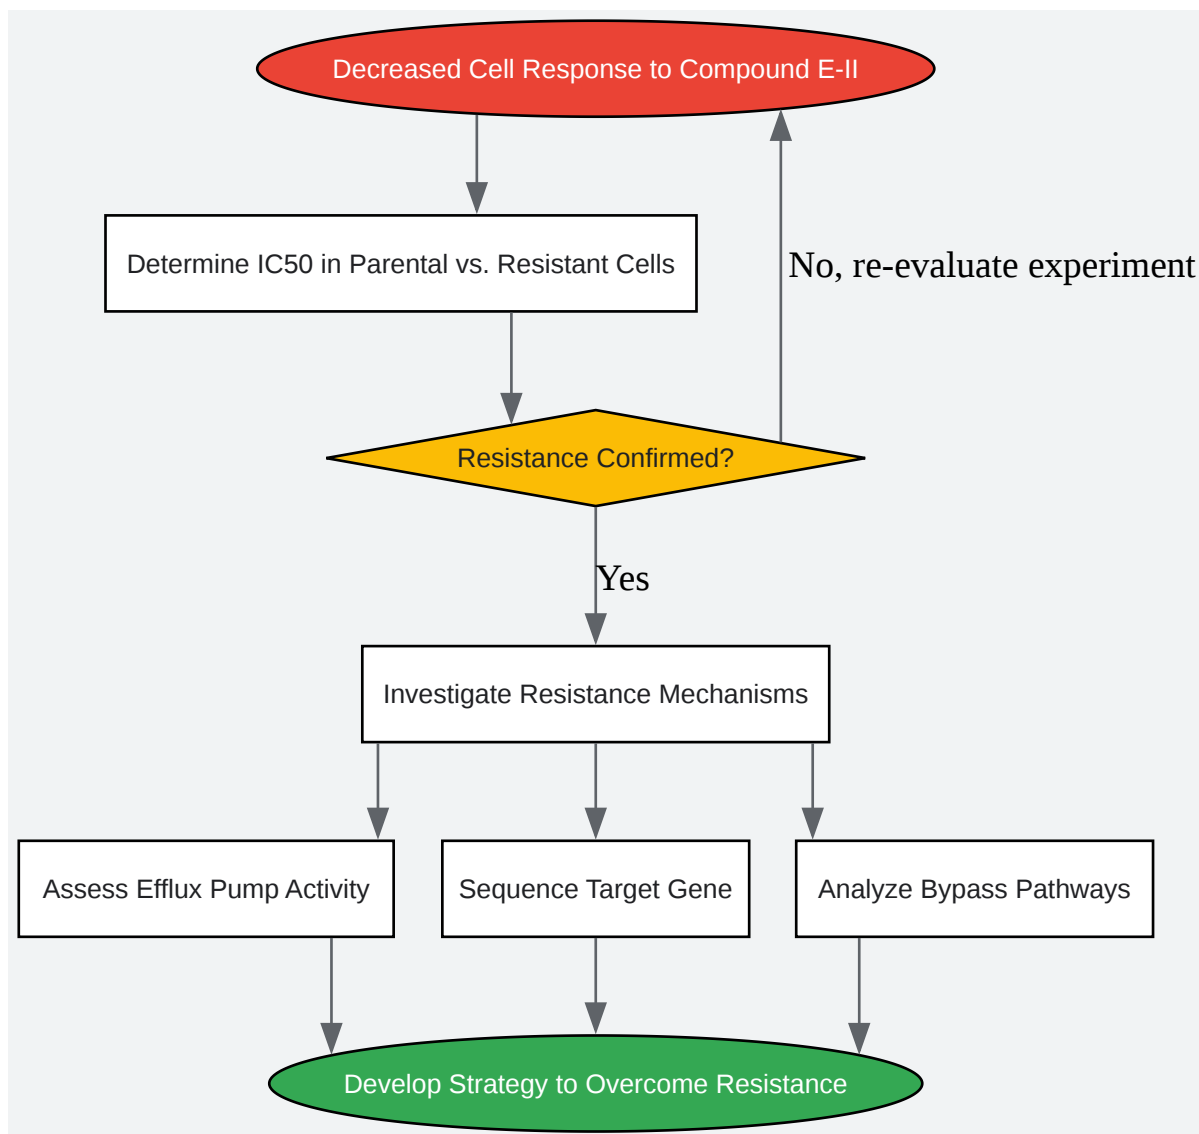 Decreased Cell Response to Compound E-II
Determine IC50 in Parental vs. Resistant Cells
No, re-evaluate experiment
Resistance Confirmed?
Yes
Investigate Resistance Mechanisms
Assess Efflux Pump Activity
Sequence Target Gene
Analyze Bypass Pathways
Develop Strategy to Overcome Resistance